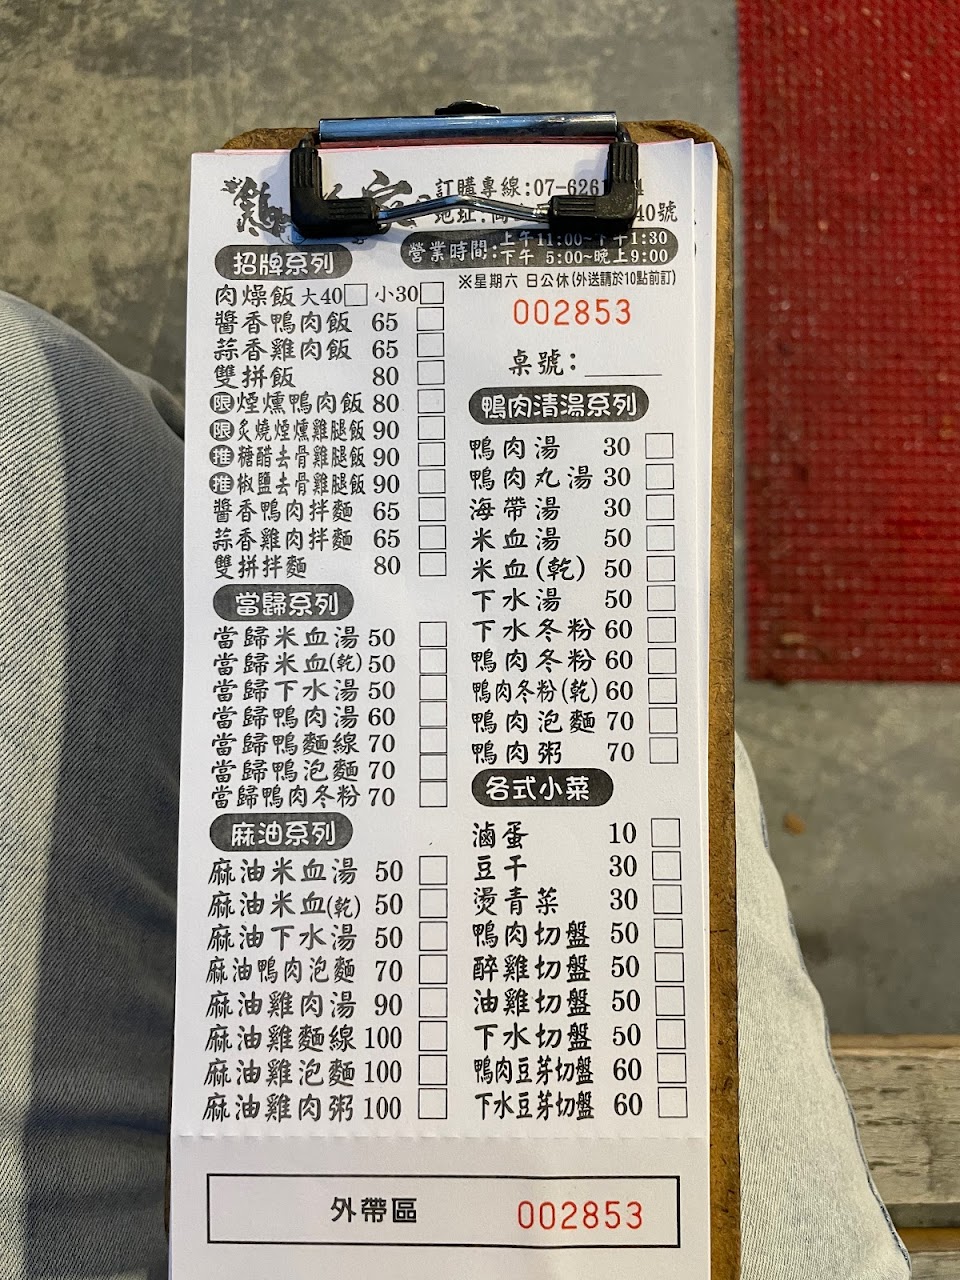 訂購專線:07-6261
40號
營業時間:上午11:00~下午1:30
下午 5:00~晚上9:00
※星期六 日公休(外送請於10點前訂)
002853
桌號:
招牌系列
肉燥飯 大40 小30
醬香鴨肉飯 65
蒜香雞肉飯 65
雙拼飯 80
限煙燻鴨肉飯 80
限炙燒煙燻雞腿飯 90
推糖醋去骨雞腿飯 90
推椒鹽去骨雞腿飯 90
醬香鴨肉拌麵 65
蒜香雞肉拌麵 65
雙拼拌麵 80
當歸系列
當歸米血湯 50
當歸米血(乾) 50
當歸下水湯 50
當歸鴨肉湯 60
當歸鴨麵線 70
當歸鴨泡麵 70
當歸鴨肉冬粉 70
麻油系列
麻油米血湯 50
麻油米血(乾) 50
麻油下水湯 50
麻油鴨肉泡麵 70
麻油雞肉湯 90
麻油雞麵線 100
麻油雞泡麵 100
麻油雞肉粥 100
鴨肉清湯系列
鴨肉湯 30
鴨肉丸湯 30
海帶湯 30
米血湯 50
米血(乾) 50
下水湯 50
下水冬粉 60
鴨肉冬粉 60
鴨肉冬粉(乾) 60
鴨肉泡麵 70
鴨肉粥 70
各式小菜
滷蛋 10
豆干 30
燙青菜 30
鴨肉切盤 50
醉雞切盤 50
油雞切盤 50
下水切盤 50
鴨肉豆芽切盤 60
下水豆芽切盤 60
外帶區 002853